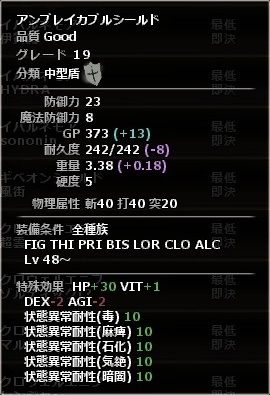 アンブレイカブルシールド
品質 Good
グレード 19
分類 中型盾
防御力 23
魔法防御力 8
GP 373 (+13)
耐久度 242/242 (-8)
重量 3.38 (+0.18)
硬度 5
物理属性 斬40 打40 突20
装備条件 全種族
FIG THI PRI BIS LOR CLO ALC
Lv 48～
特殊効果 HP+30 VIT+1
DEX-2 AGI-2
状態異常耐性(毒) 10
状態異常耐性(麻痺) 10
状態異常耐性(石化) 10
状態異常耐性(気絶) 10
状態異常耐性(暗闇) 10